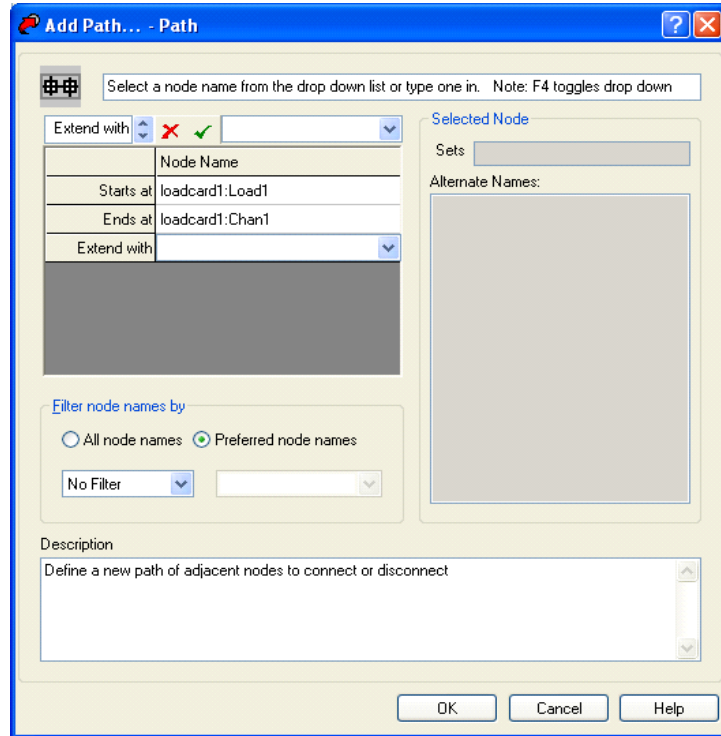 Add Path... - Path
Select a node name from the drop down list or type one in.   Note: F4 toggles drop down
Extend with
Node Name
Starts at loadcard1:Load1
Ends at loadcard1:Chan1
Extend with
Selected Node
Sets
Alternate Names:
Filter node names by
All node names Preferred node names
No Filter
Description
Define a new path of adjacent nodes to connect or disconnect
OK Cancel Help